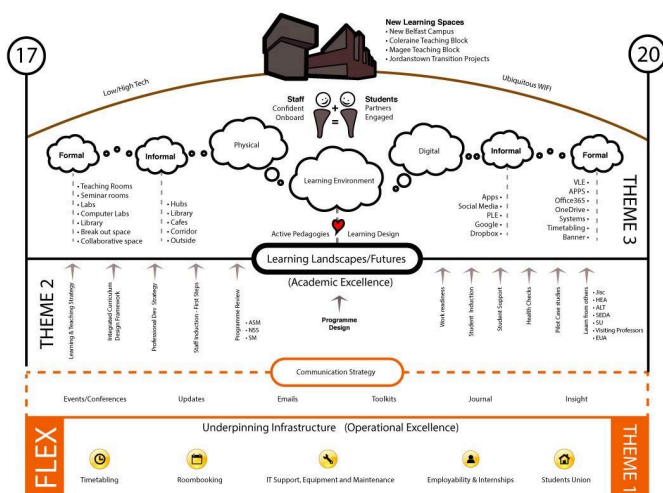 New Learning Spaces
• New Belfast Campus
• Coleraine Teaching Block
• Magee Teaching Block
• Jordanstown Transition Projects
17
20
Low/High Tech
Ubiquitous WIFI
Staff
Confident
Onboard
+
=
Students
Partners
Engaged
Formal
Informal
Physical
Learning Environment
Digital
Informal
Formal
• Teaching Rooms
• Seminar rooms
• Labs
• Computer Labs
• Library
• Break out space
• Collaborative space
• Hubs
• Library
• Cafes
• Corridor
• Outside
Apps •
Social Media •
PLE •
Google •
Dropbox •
VLE •
APPS •
Office365 •
OneDrive •
Systems •
Timetabling •
Banner •
THEME 3
Active Pedagogies
Learning Design
Learning Landscapes/Futures
(Academic Excellence)
THEME 2
Learning & Teaching Strategy
Integrated Curriculum
Design Framework
Professional Dev Strategy
Staff Induction - First Steps
Programme Review
• ASM
• NSS
• SM
Programme
Design
Work readiness
Student Induction
Student Support
Health Checks
Pilot Case studies
Learn from others
• Jisc
• HEA
• ALT
• SEDA
• SU
• Visiting Professors
• EUA
Communication Strategy
Events/Conferences
Updates
Emails
Toolkits
Journal
Insight
FLEX
Underpinning Infrastructure (Operational Excellence)
THEME 1
Timetabling
Roombooking
IT Support, Equipment and Maintenance
Employability & Internships
Students Union